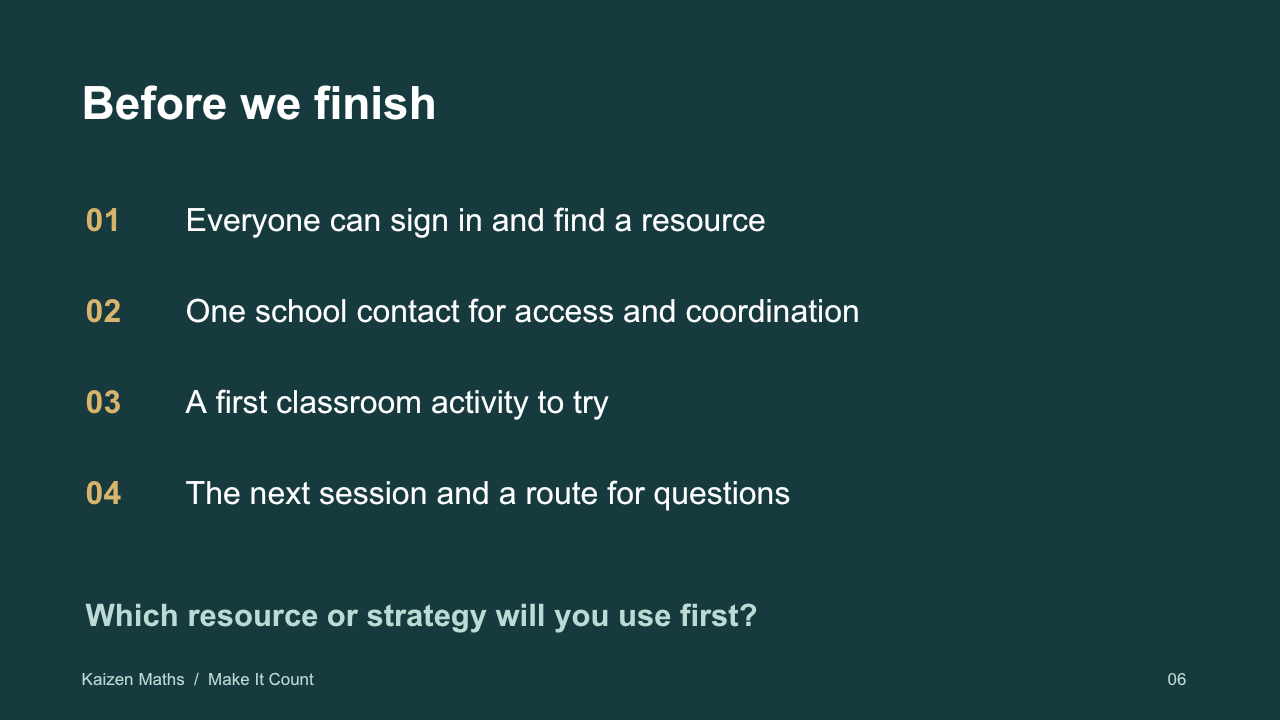 Before we finish
01 Everyone can sign in and find a resource
02 One school contact for access and coordination
03 A first classroom activity to try
04 The next session and a route for questions
Which resource or strategy will you use first?
Kaizen Maths / Make It Count 06